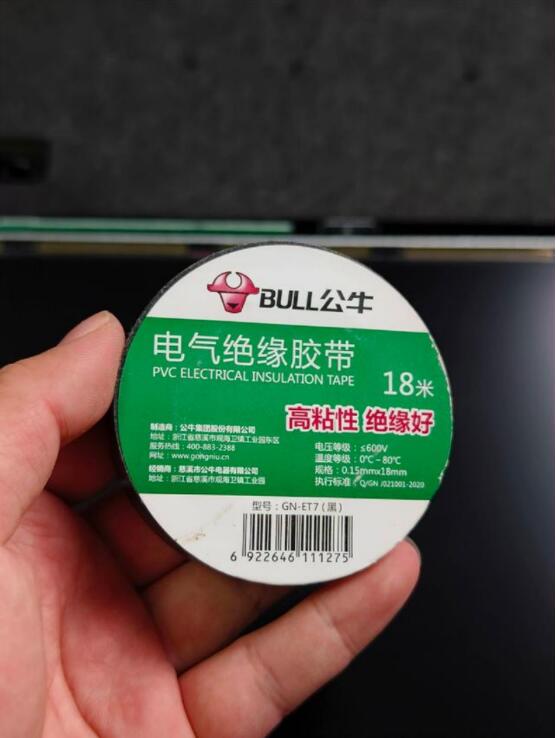 BULL公牛
电气绝缘胶带
PVC ELECTRICAL INSULATION TAPE
18米
高粘性 绝缘好
制造商：公牛集团股份有限公司
地址：浙江省慈溪市观海卫镇工业园东区
服务热线：400-883-2388
网址：www.gongniu.cn
经销商：慈溪市公牛电器有限公司
地址：浙江省慈溪市观海卫镇工业园
电压等级：≤600V
温度等级：0℃~80℃
规格：0.15mmx18mm
执行标准：Q/GN J021001-2020
型号：GN-ET7(黑)
6 922646 111275